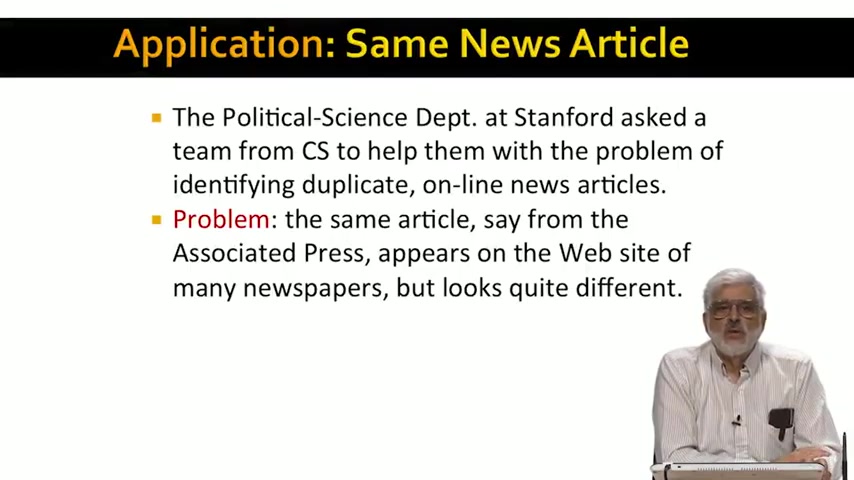 Application: Same News Article
The Political-Science Dept. at Stanford asked a
team from CS to help them with the problem of
identifying duplicate, on-line news articles.
Problem: the same article, say from the
Associated Press, appears on the Web site of
many newspapers, but looks quite different.